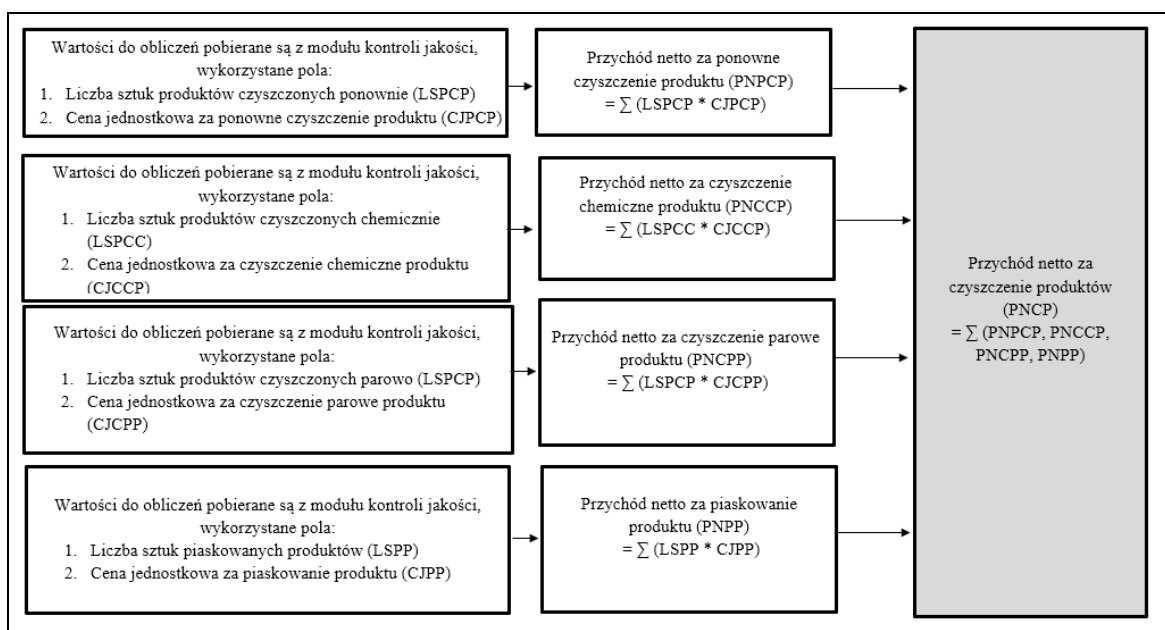 Wartości do obliczeń pobierane są z modułu kontroli jakości,
wykorzystane pola:
1. Liczba sztuk produktów czyszczonych ponownie (LSPCP)
2. Cena jednostkowa za ponowne czyszczenie produktu (CJPCP)
Przychód netto za ponowne
czyszczenie produktu (PNPCP)
= ∑ (LSPCP * CJPCP)
Wartości do obliczeń pobierane są z modułu kontroli jakości,
wykorzystane pola:
1. Liczba sztuk produktów czyszczonych chemicznie
(LSPCC)
2. Cena jednostkowa za czyszczenie chemiczne produktu
(CJCCP)
Przychód netto za czyszczenie
chemiczne produktu (PNCCP)
= ∑ (LSPCC * CJCCP)
Wartości do obliczeń pobierane są z modułu kontroli jakości,
wykorzystane pola:
1. Liczba sztuk produktów czyszczonych parowo (LSPCP)
2. Cena jednostkowa za czyszczenie parowe produktu
(CJCPP)
Przychód netto za czyszczenie parowe
produktu (PNCPP)
= ∑ (LSPCP * CJCPP)
Wartości do obliczeń pobierane są z modułu kontroli jakości,
wykorzystane pola:
1. Liczba sztuk piaskowanych produktów (LSPP)
2. Cena jednostkowa za piaskowanie produktu (CJPP)
Przychód netto za piaskowanie
produktu (PNPP)
= ∑ (LSPP * CJPP)
Przychód netto za
czyszczenie produktów
(PNCP)
= ∑ (PNPCP, PNCCP,
PNCPP, PNPP)